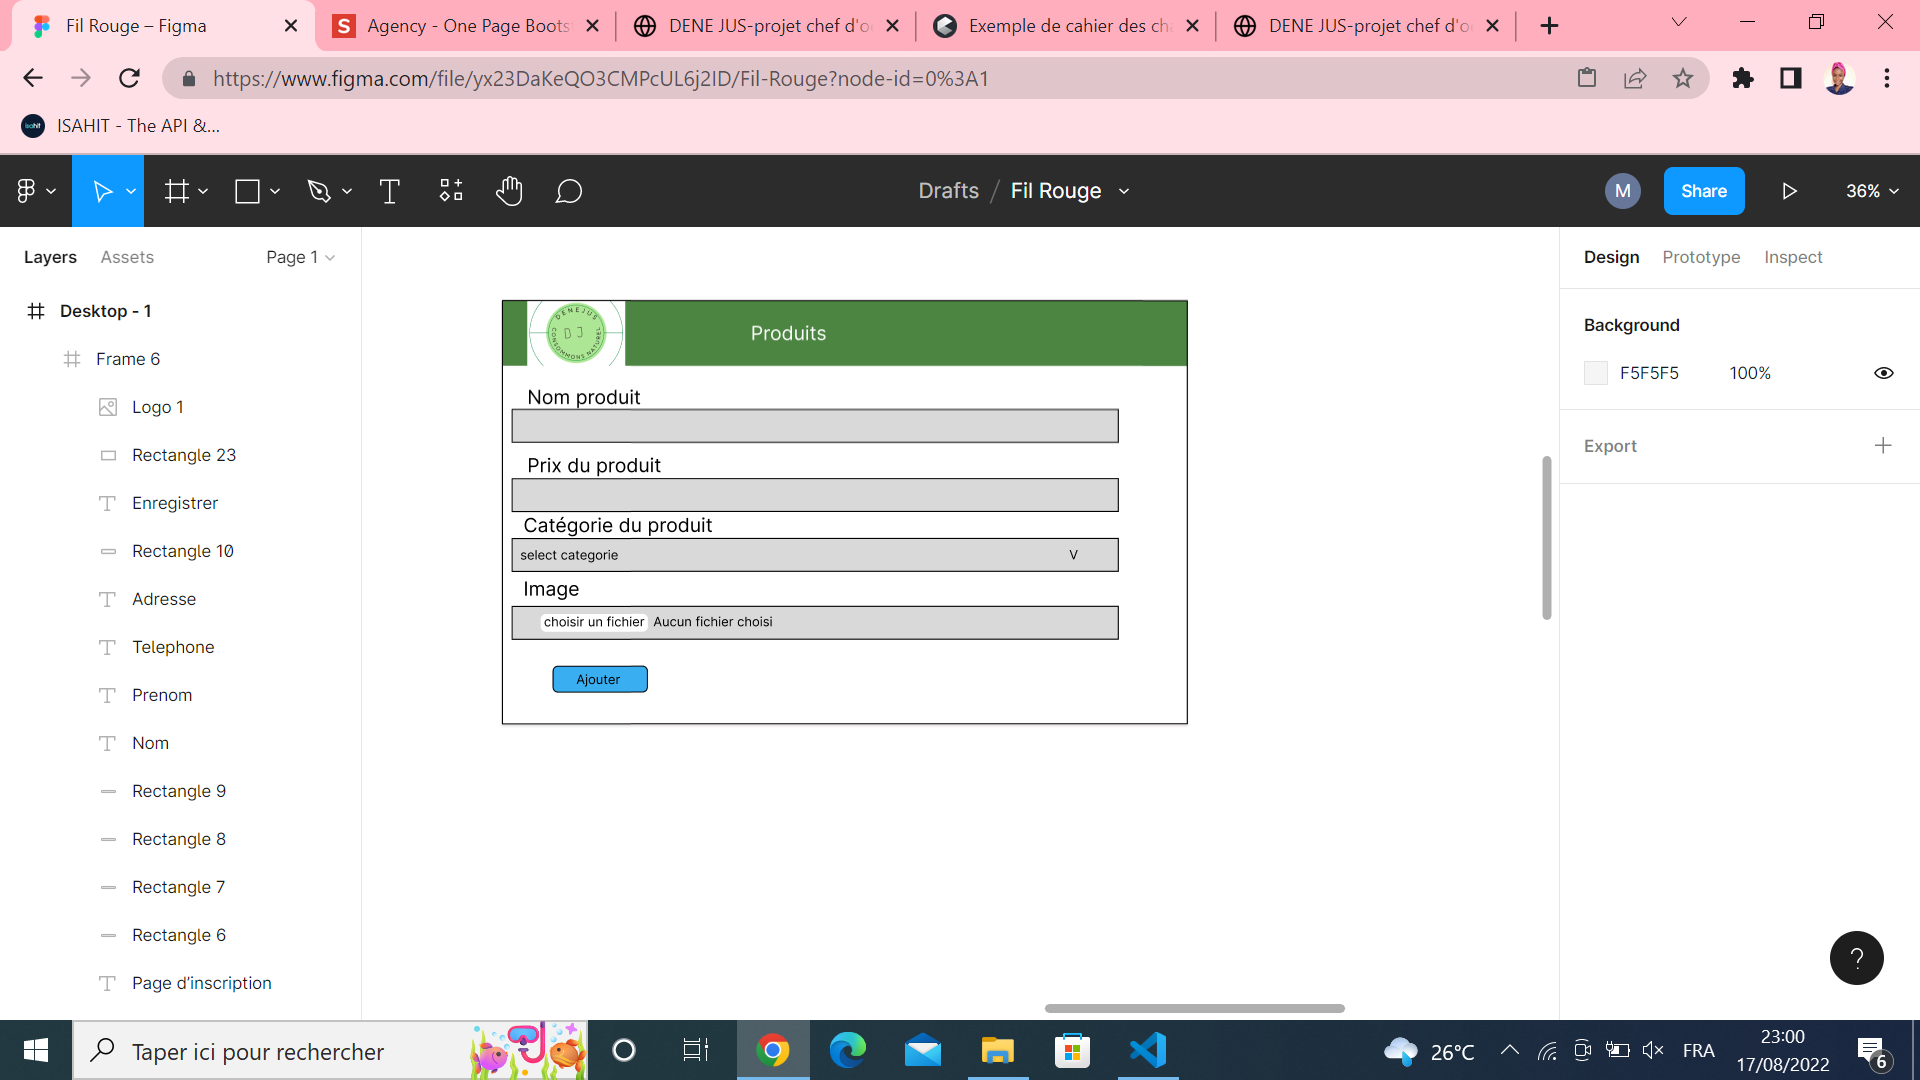 Fil Rouge – Figma
Agency - One Page Boots
DENE JUS-projet chef d'o
Exemple de cahier des ch
DENE JUS-projet chef d'o
https://www.figma.com/file/yx23DaKeQO3CMPcUL6j2ID/Fil-Rouge?node-id=0%3A1
ISAHIT - The API &...
Drafts / Fil Rouge
M
Share
36%
Layers
Assets
Page 1
Design
Prototype
Inspect
Desktop - 1
Frame 6
Logo 1
Rectangle 23
Enregistrer
Rectangle 10
Adresse
Telephone
Prenom
Nom
Rectangle 9
Rectangle 8
Rectangle 7
Rectangle 6
Page d'inscription
DENEJUS
DJ
CONSOMMONS NATUREL
Produits
Nom produit
Prix du produit
Catégorie du produit
select categorie V
Image
choisir un fichier Aucun fichier choisi
Ajouter
Background
F5F5F5 100%
Export
?
Taper ici pour rechercher
26°C
FRA
23:00
17/08/2022
6